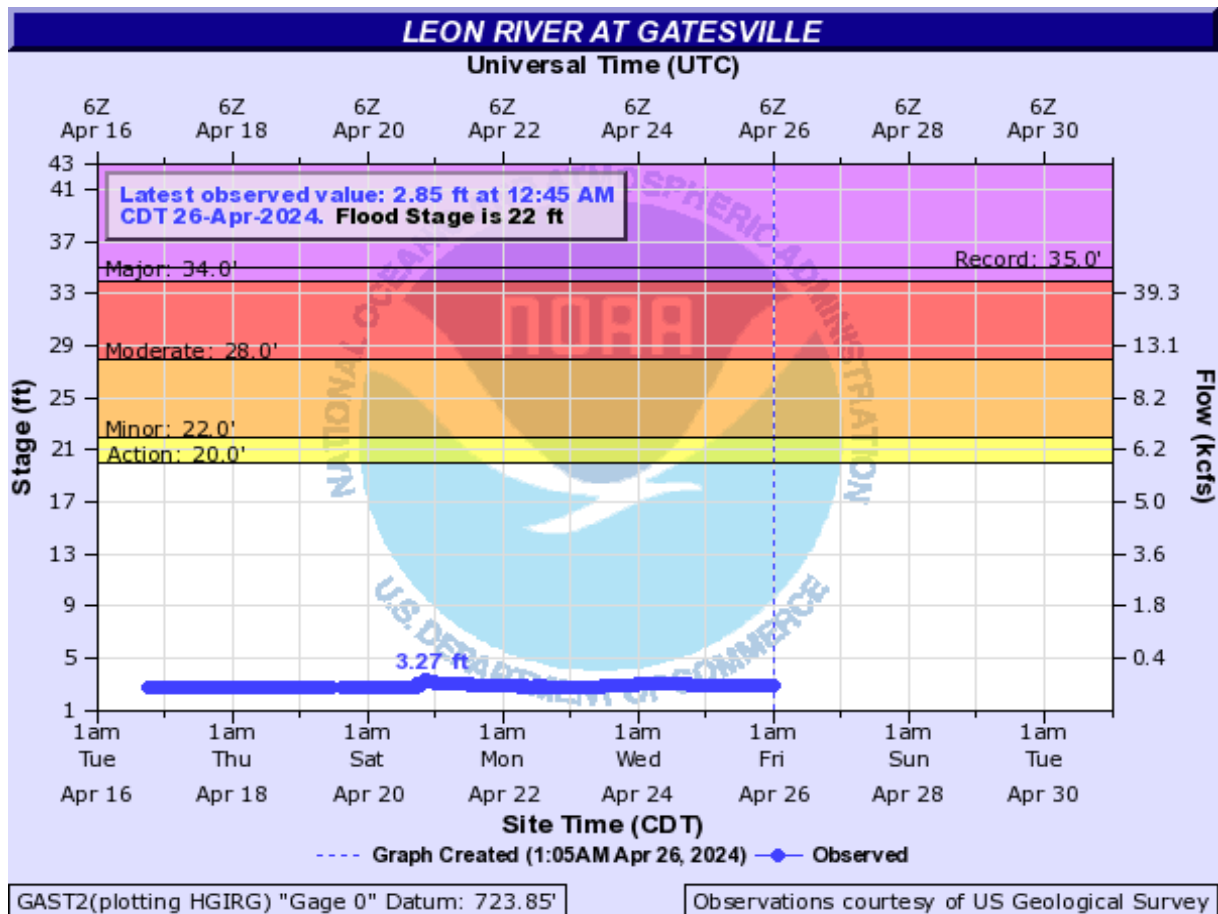 LEON RIVER AT GATESVILLE
Universal Time (UTC)
6Z 6Z 6Z 6Z 6Z 6Z 6Z 6Z
Apr 16 Apr 18 Apr 20 Apr 22 Apr 24 Apr 26 Apr 28 Apr 30
Latest observed value: 2.85 ft at 12:45 AM
CDT 26-Apr-2024. Flood Stage is 22 ft
Stage (ft)
43
41
37
33
29
25
21
17
13
9
5
1
Record: 35.0'
Major: 34.0'
Moderate: 28.0'
Minor: 22.0'
Action: 20.0'
3.27 ft
NATIONAL OCEANIC AND ATMOSPHERIC ADMINISTRATION
NOAA
U.S. DEPARTMENT OF COMMERCE
39.3
13.1
8.2
6.2
5.0
3.6
1.8
0.4
Flow (kcfs)
1am 1am 1am 1am 1am 1am 1am 1am
Tue Thu Sat Mon Wed Fri Sun Tue
Apr 16 Apr 18 Apr 20 Apr 22 Apr 24 Apr 26 Apr 28 Apr 30
Site Time (CDT)
Graph Created (1:05AM Apr 26, 2024) Observed
GAST2(plotting HGIRG) "Gage 0" Datum: 723.85'
Observations courtesy of US Geological Survey